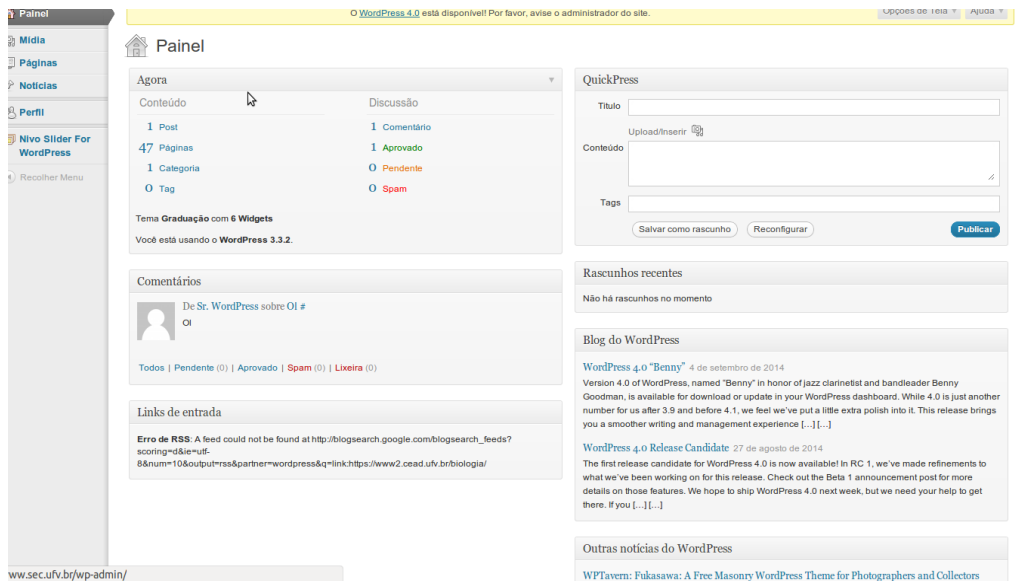 Painel
O WordPress 4.0 está disponível! Por favor, avise o administrador do site.
Opções de Tela
Ajuda
Mídia
Páginas
Notícias
Perfil
Nivo Slider For
WordPress
Recolher Menu
Painel
Agora
Conteúdo
Discussão
1 Post
1 Comentário
47 Páginas
1 Aprovado
1 Categoria
0 Pendente
0 Tag
0 Spam
Tema Graduação com 6 Widgets
Você está usando o WordPress 3.3.2.
Comentários
De Sr. WordPress sobre OI #
OI
Todos | Pendente (0) | Aprovado | Spam (0) | Lixeira (0)
Links de entrada
Erro de RSS: A feed could not be found at http://blogsearch.google.com/blogsearch_feeds?
scoring=d&ie=utf-
8&num=10&output=rss&partner=wordpress&q=link:https://www2.cead.ufv.br/biologia/
QuickPress
Título
Upload/Inserir
Conteúdo
Tags
Salvar como rascunho
Reconfigurar
Publicar
Rascunhos recentes
Não há rascunhos no momento
Blog do WordPress
WordPress 4.0 “Benny” 4 de setembro de 2014
Version 4.0 of WordPress, named “Benny” in honor of jazz clarinetist and bandleader Benny
Goodman, is available for download or update in your WordPress dashboard. While 4.0 is just another
number for us after 3.9 and before 4.1, we feel we’ve put a little extra polish into it. This release brings
you a smoother writing and management experience […] […]
WordPress 4.0 Release Candidate 27 de agosto de 2014
The first release candidate for WordPress 4.0 is now available! In RC 1, we’ve made refinements to
what we’ve been working on for this release. Check out the Beta 1 announcement post for more
details on those features. We hope to ship WordPress 4.0 next week, but we need your help to get
there. If you […] […]
Outras notícias do WordPress
WPTavern: Fukasawa: A Free Masonry WordPress Theme for Photographers and Collectors
ww.sec.ufv.br/wp-admin/